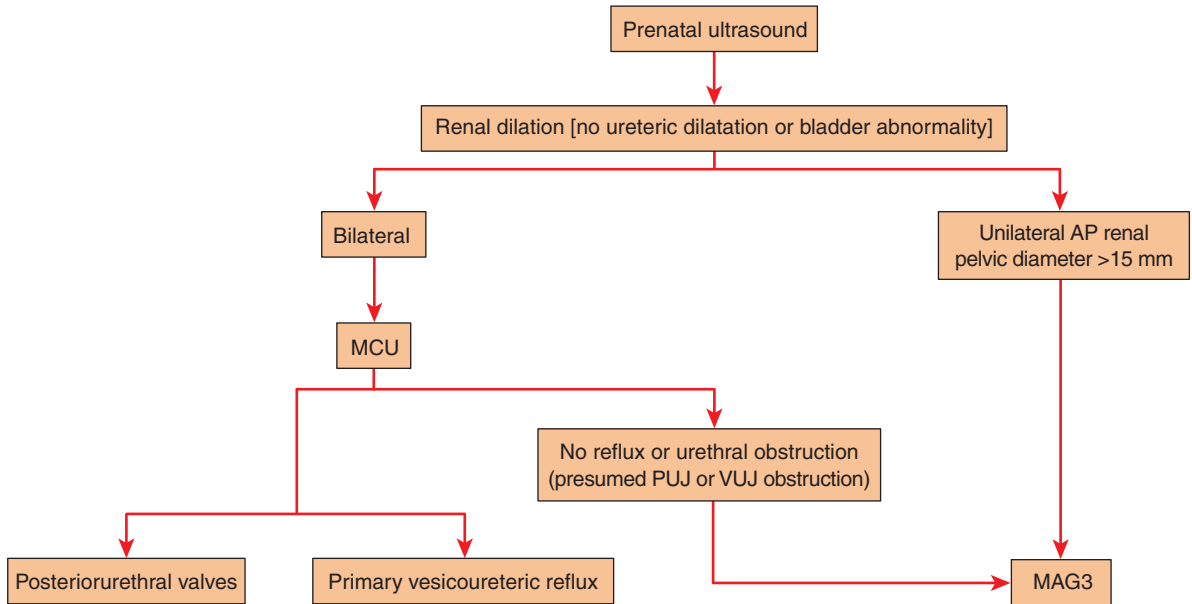 Prenatal ultrasound
Renal dilation [no ureteric dilatation or bladder abnormality]
Bilateral
Unilateral AP renal
pelvic diameter >15 mm
MCU
No reflux or urethral obstruction
(presumed PUJ or VUJ obstruction)
Posteriorurethral valves
Primary vesicoureteric reflux
MAG3